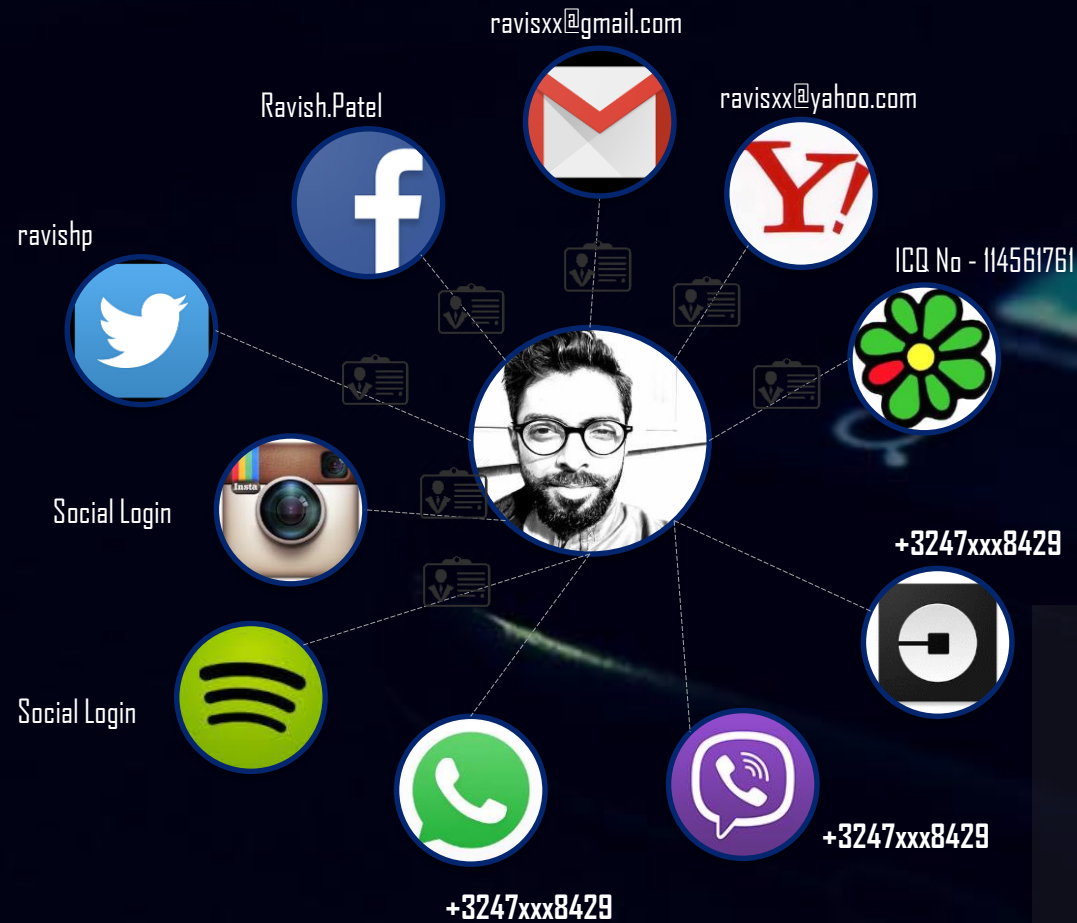 ravisxx@gmail.com
Ravish.Patel
ravisxx@yahoo.com
ravishp
ICQ No - 114561761
Y!
Insta
Social Login
+3247xxx8429
Social Login
+3247xxx8429
+3247xxx8429